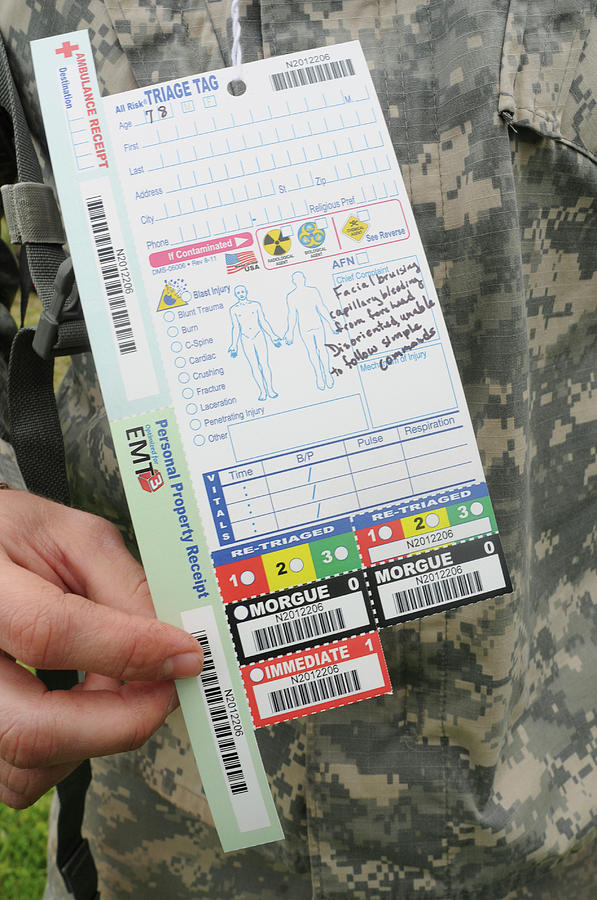 AMBULANCE RECEIPT
Destination
N2012206
N2012206
All Risk® TRIAGE TAG
Age 78 M F
M.
First
Last
Address
City St Zip
Phone Religious Pref
If Contaminated
DMS-05006 • Rev 8-11
USA
RADIOLOGICAL AGENT
BIOLOGICAL AGENT
CHEMICAL AGENT
See Reverse
AFN
Chief Complaint
Facial bruising
capillary bleeding
from forehead
Disoriented, unable
to follow simple
commands
Mechanism of Injury
Blast Injury
Blunt Trauma
Burn
C-Spine
Cardiac
Crushing
Fracture
Laceration
Penetrating Injury
Other
VITALS
Time B/P Pulse Respiration
/
/
/
RE-TRIAGED
1 2 3
MORGUE 0
N2012206
IMMEDIATE 1
N2012206
RE-TRIAGED
1 2 3
N2012206
MORGUE 0
N2012206
Personal Property Receipt
Optimized for
EMT3
N2012206